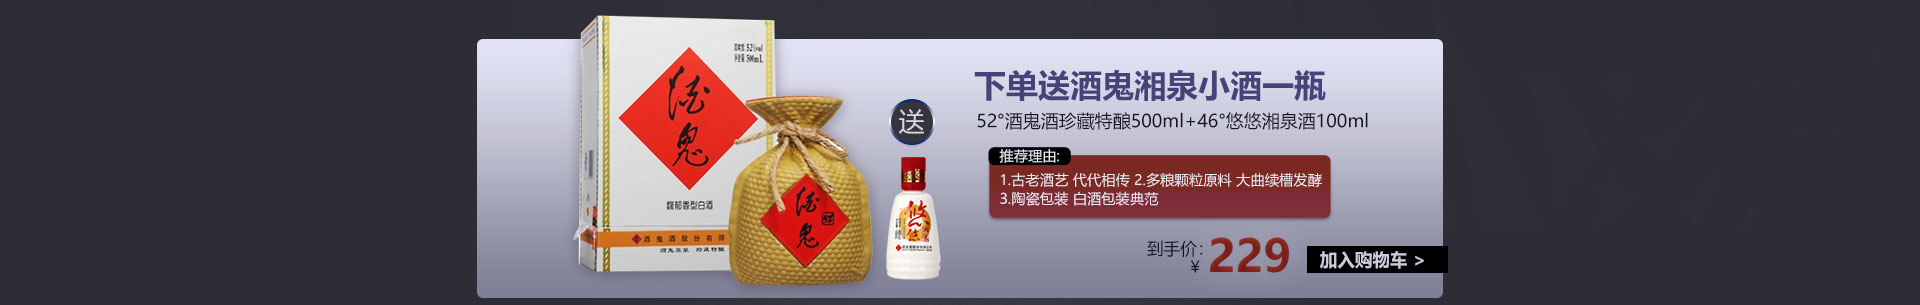 52%vol
500mL
酒
鬼
馥郁香型白酒
酒鬼酒股份有限
酒鬼
送
悠
悠
下单送酒鬼湘泉小酒一瓶
52°酒鬼酒珍藏特酿500ml+46°悠悠湘泉酒100ml
推荐理由:
1.古老酒艺 代代相传 2.多粮颗粒原料 大曲续槽发酵
3.陶瓷包装 白酒包装典范
到手价:
¥ 229
加入购物车 >